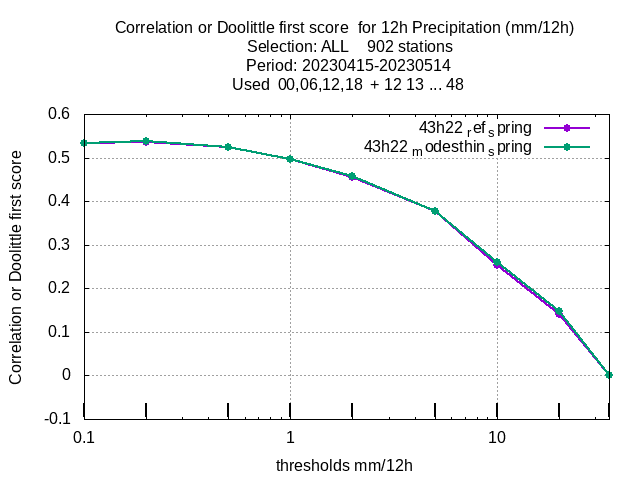 Correlation or Doolittle first score  for 12h Precipitation (mm/12h)
Selection: ALL    902 stations
Period: 20230415-20230514
Used  00,06,12,18  + 12 13 ... 48
43h22 ref spring
43h22 modesthin spring
Correlation or Doolittle first score
0.6
0.5
0.4
0.3
0.2
0.1
0
-0.1
0.1 1 10
thresholds mm/12h